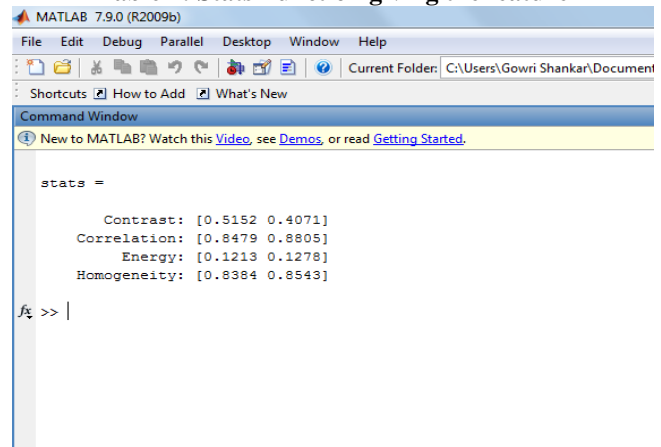 MATLAB 7.9.0 (R2009b)
File Edit Debug Parallel Desktop Window Help
Current Folder: C:\Users\Gowri Shankar\Document
Shortcuts How to Add What's New
Command Window
New to MATLAB? Watch this Video, see Demos, or read Getting Started.
stats =
Contrast: [0.5152 0.4071]
Correlation: [0.8479 0.8805]
Energy: [0.1213 0.1278]
Homogeneity: [0.8384 0.8543]
fx >>